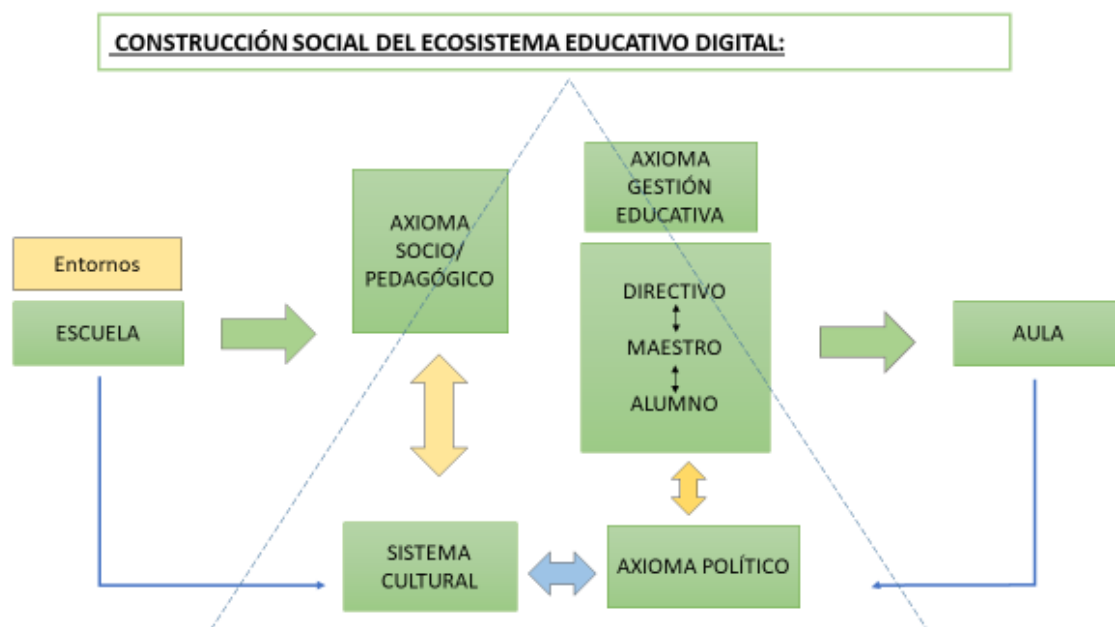 CONSTRUCCIÓN SOCIAL DEL ECOSISTEMA EDUCATIVO DIGITAL:
Entornos
ESCUELA
AXIOMA
SOCIO/
PEDAGÓGICO
AXIOMA
GESTIÓN
EDUCATIVA
DIRECTIVO
MAESTRO
ALUMNO
AULA
SISTEMA
CULTURAL
AXIOMA POLÍTICO